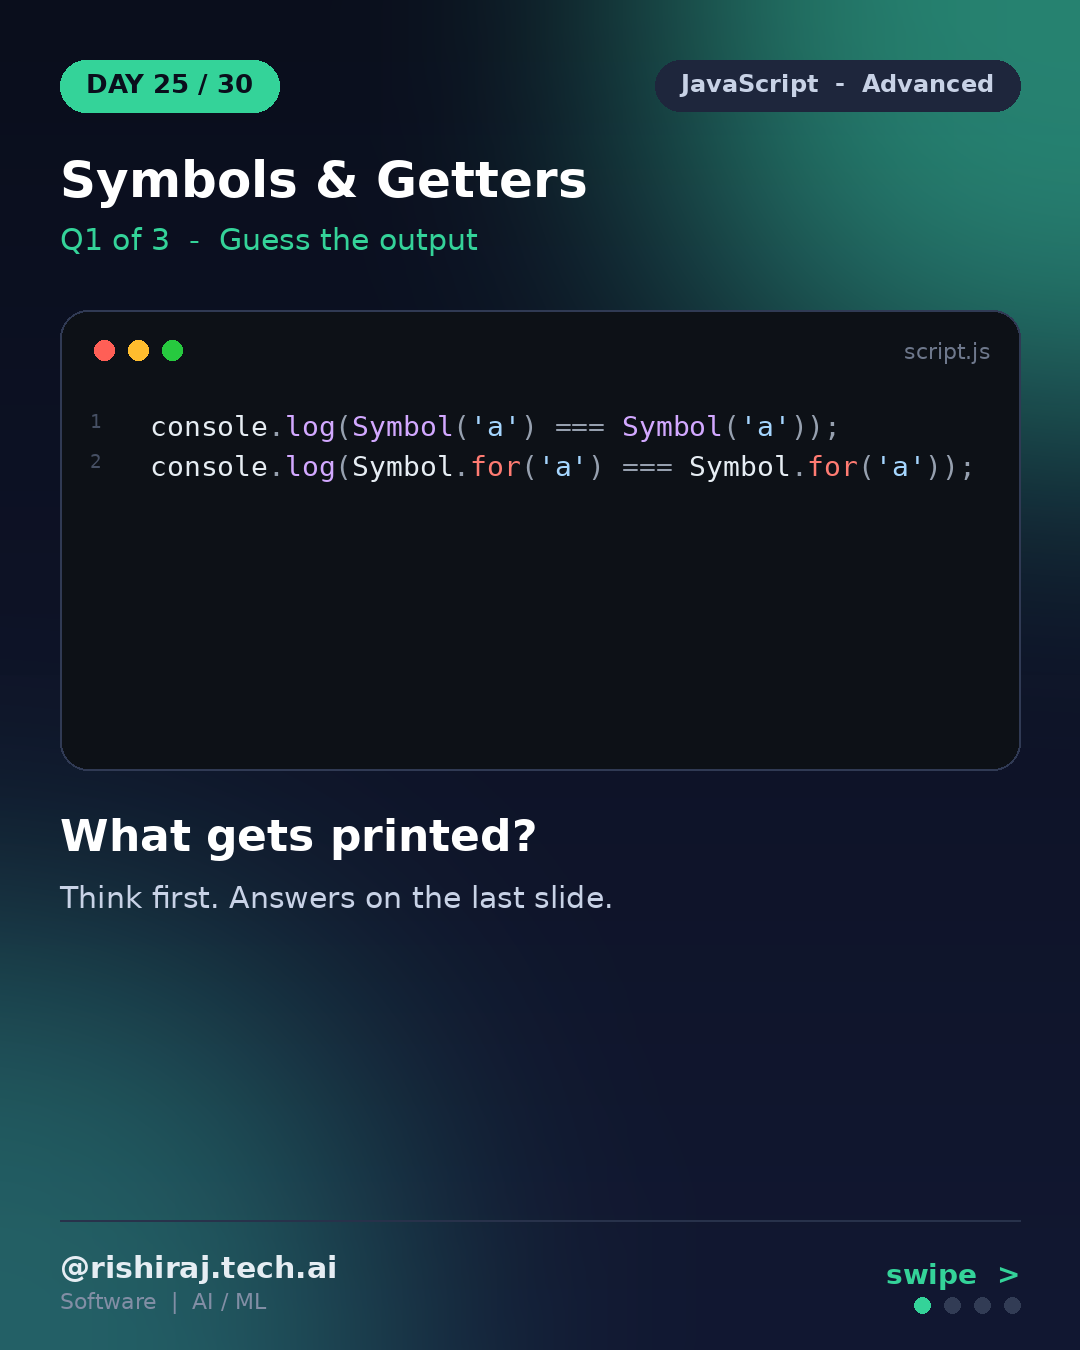 DAY 25 / 30
JavaScript - Advanced
Symbols & Getters
Q1 of 3 - Guess the output
script.js
1 console.log(Symbol('a') === Symbol('a'));
2 console.log(Symbol.for('a') === Symbol.for('a'));
What gets printed?
Think first. Answers on the last slide.
@rishiraj.tech.ai
Software | AI / ML
swipe >